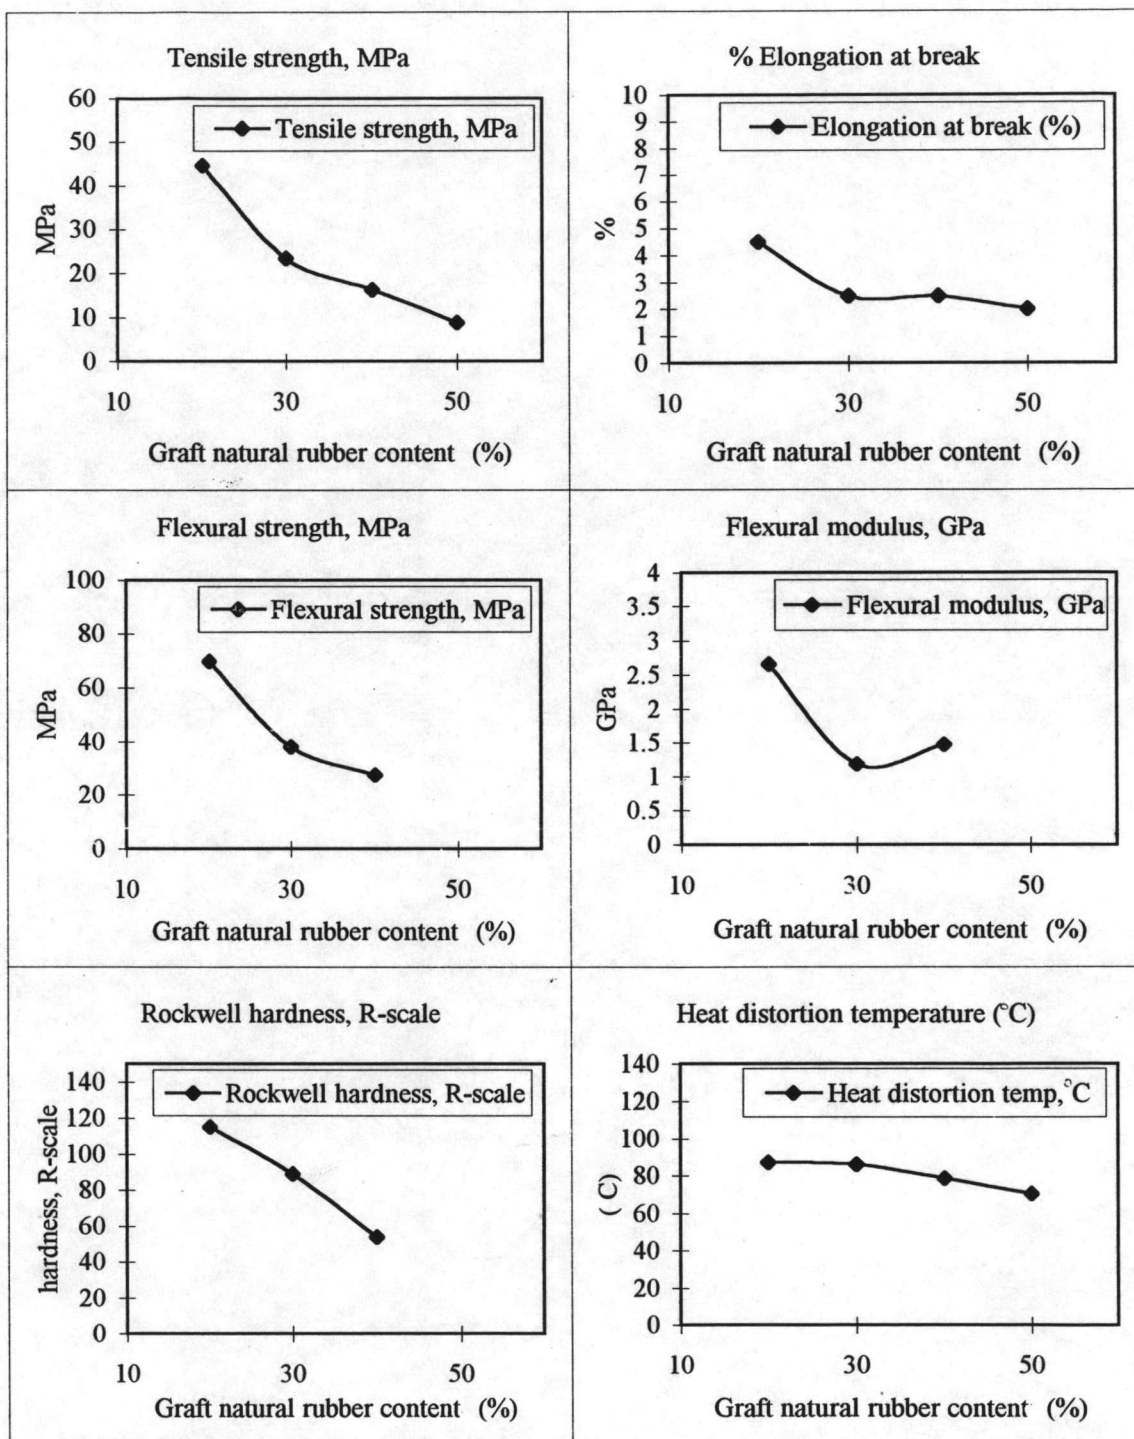 Tensile strength, MPa
Tensile strength, MPa
60
50
40
30
20
10
0
MPa
10 30 50
Graft natural rubber content (%)
% Elongation at break
Elongation at break (%)
10
9
8
7
6
5
4
3
2
1
0
%
10 30 50
Graft natural rubber content (%)
Flexural strength, MPa
Flexural strength, MPa
100
80
60
40
20
0
MPa
10 30 50
Graft natural rubber content (%)
Flexural modulus, GPa
Flexural modulus, GPa
4
3.5
3
2.5
2
1.5
1
0.5
0
GPa
10 30 50
Graft natural rubber content (%)
Rockwell hardness, R-scale
Rockwell hardness, R-scale
140
120
100
80
60
40
20
0
hardness, R-scale
10 30 50
Graft natural rubber content (%)
Heat distortion temperature (°C)
Heat distortion temp,°C
140
120
100
80
60
40
20
0
( C)
10 30 50
Graft natural rubber content (%)